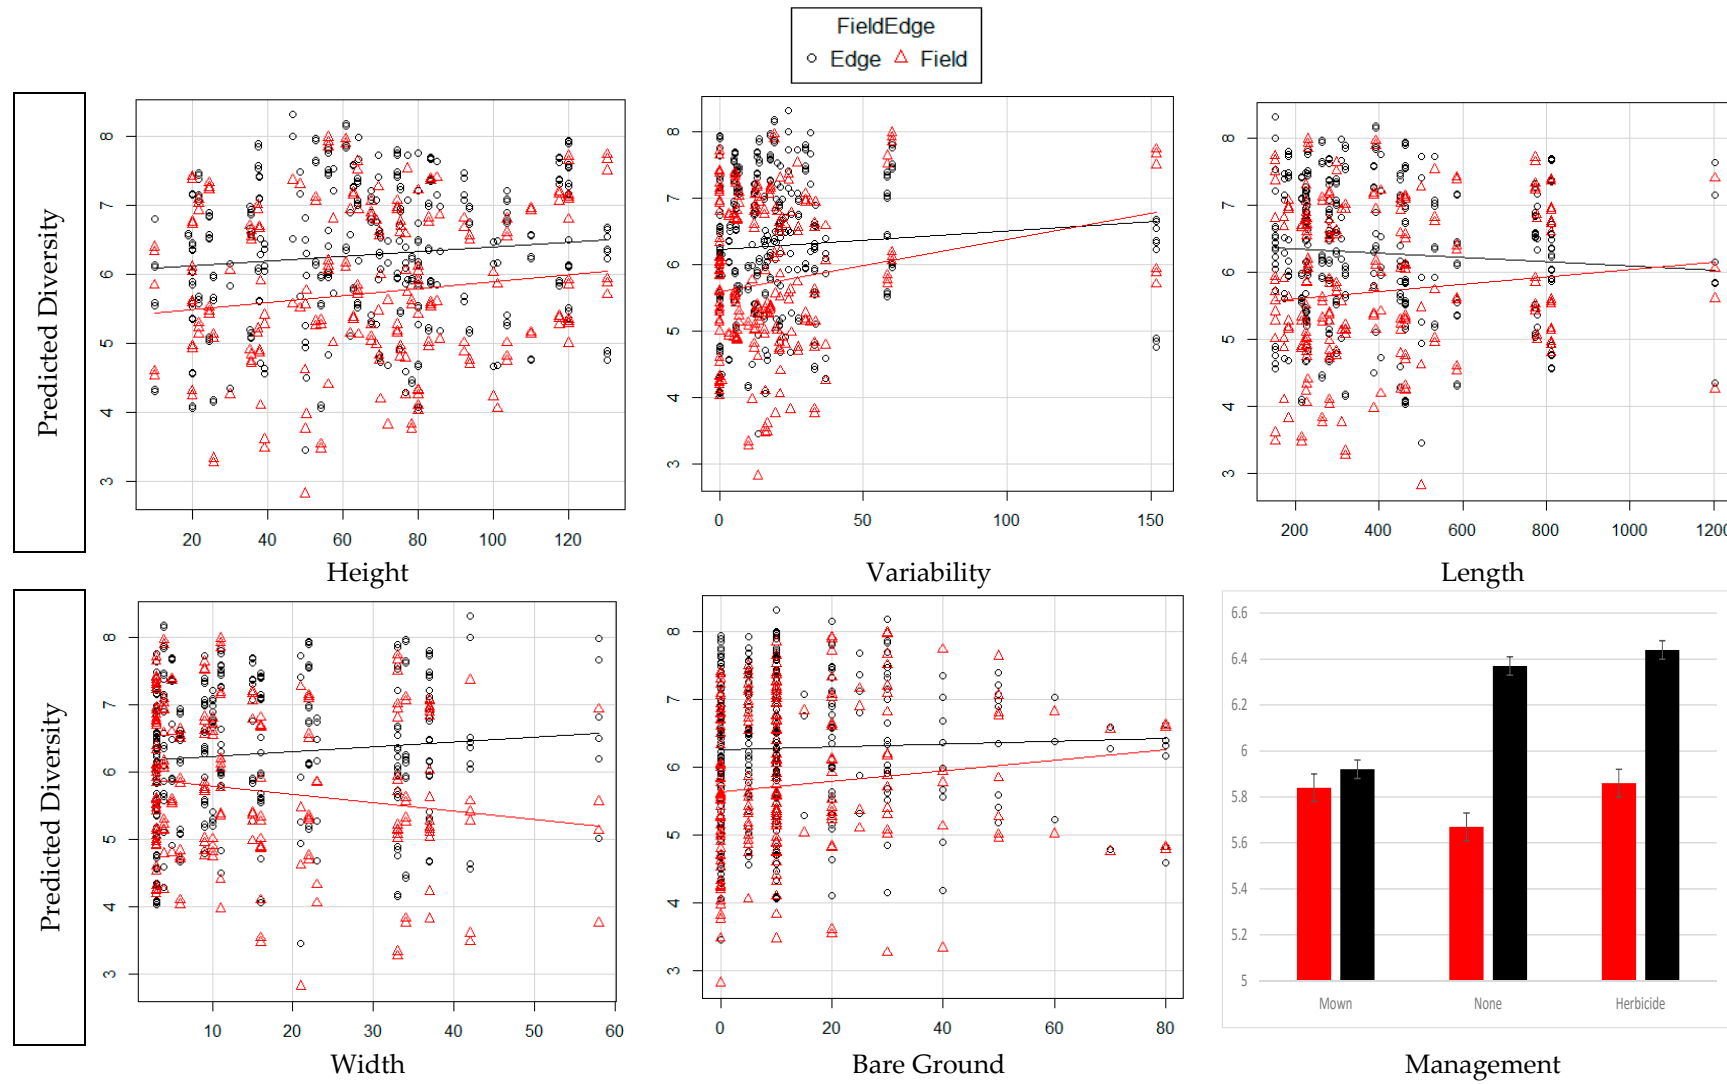 FieldEdge
Edge Field
Predicted Diversity
8
7
6
5
4
3
20 40 60 80 100 120
Height
8
7
6
5
4
3
0 50 100 150
Variability
8
7
6
5
4
3
200 400 600 800 1000 1200
Length
Predicted Diversity
8
7
6
5
4
3
10 20 30 40 50 60
Width
8
7
6
5
4
3
0 20 40 60 80
Bare Ground
6.6
6.4
6.2
6
5.8
5.6
5.4
5.2
5
Mown None Herbicide
Management